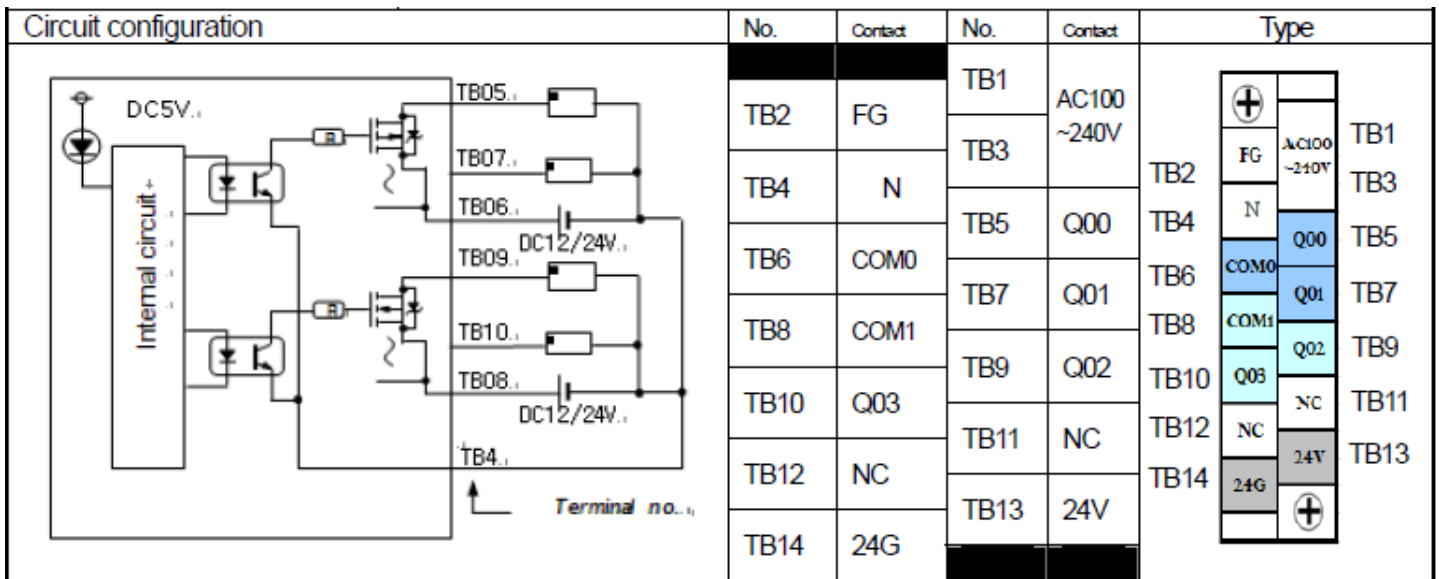 Circuit configuration
No.
Contact
No.
Contact
Type
DC5V.
Internal circuit
R
R
TB05.
TB07.
TB06.
DC12/24V.
TB09.
TB10.
TB08.
DC12/24V.
TB4.
Terminal no..
TB2 FG
TB4 N
TB6 COM0
TB8 COM1
TB10 Q03
TB12 NC
TB14 24G
TB1
AC100
~240V
TB3
TB5 Q00
TB7 Q01
TB9 Q02
TB11 NC
TB13 24V
TB2
TB4
TB6
TB8
TB10
TB12
TB14
FG
N
COM0
COM1
Q03
NC
24G
AC100
~240V
Q00
Q01
Q02
NC
24V
TB1
TB3
TB5
TB7
TB9
TB11
TB13